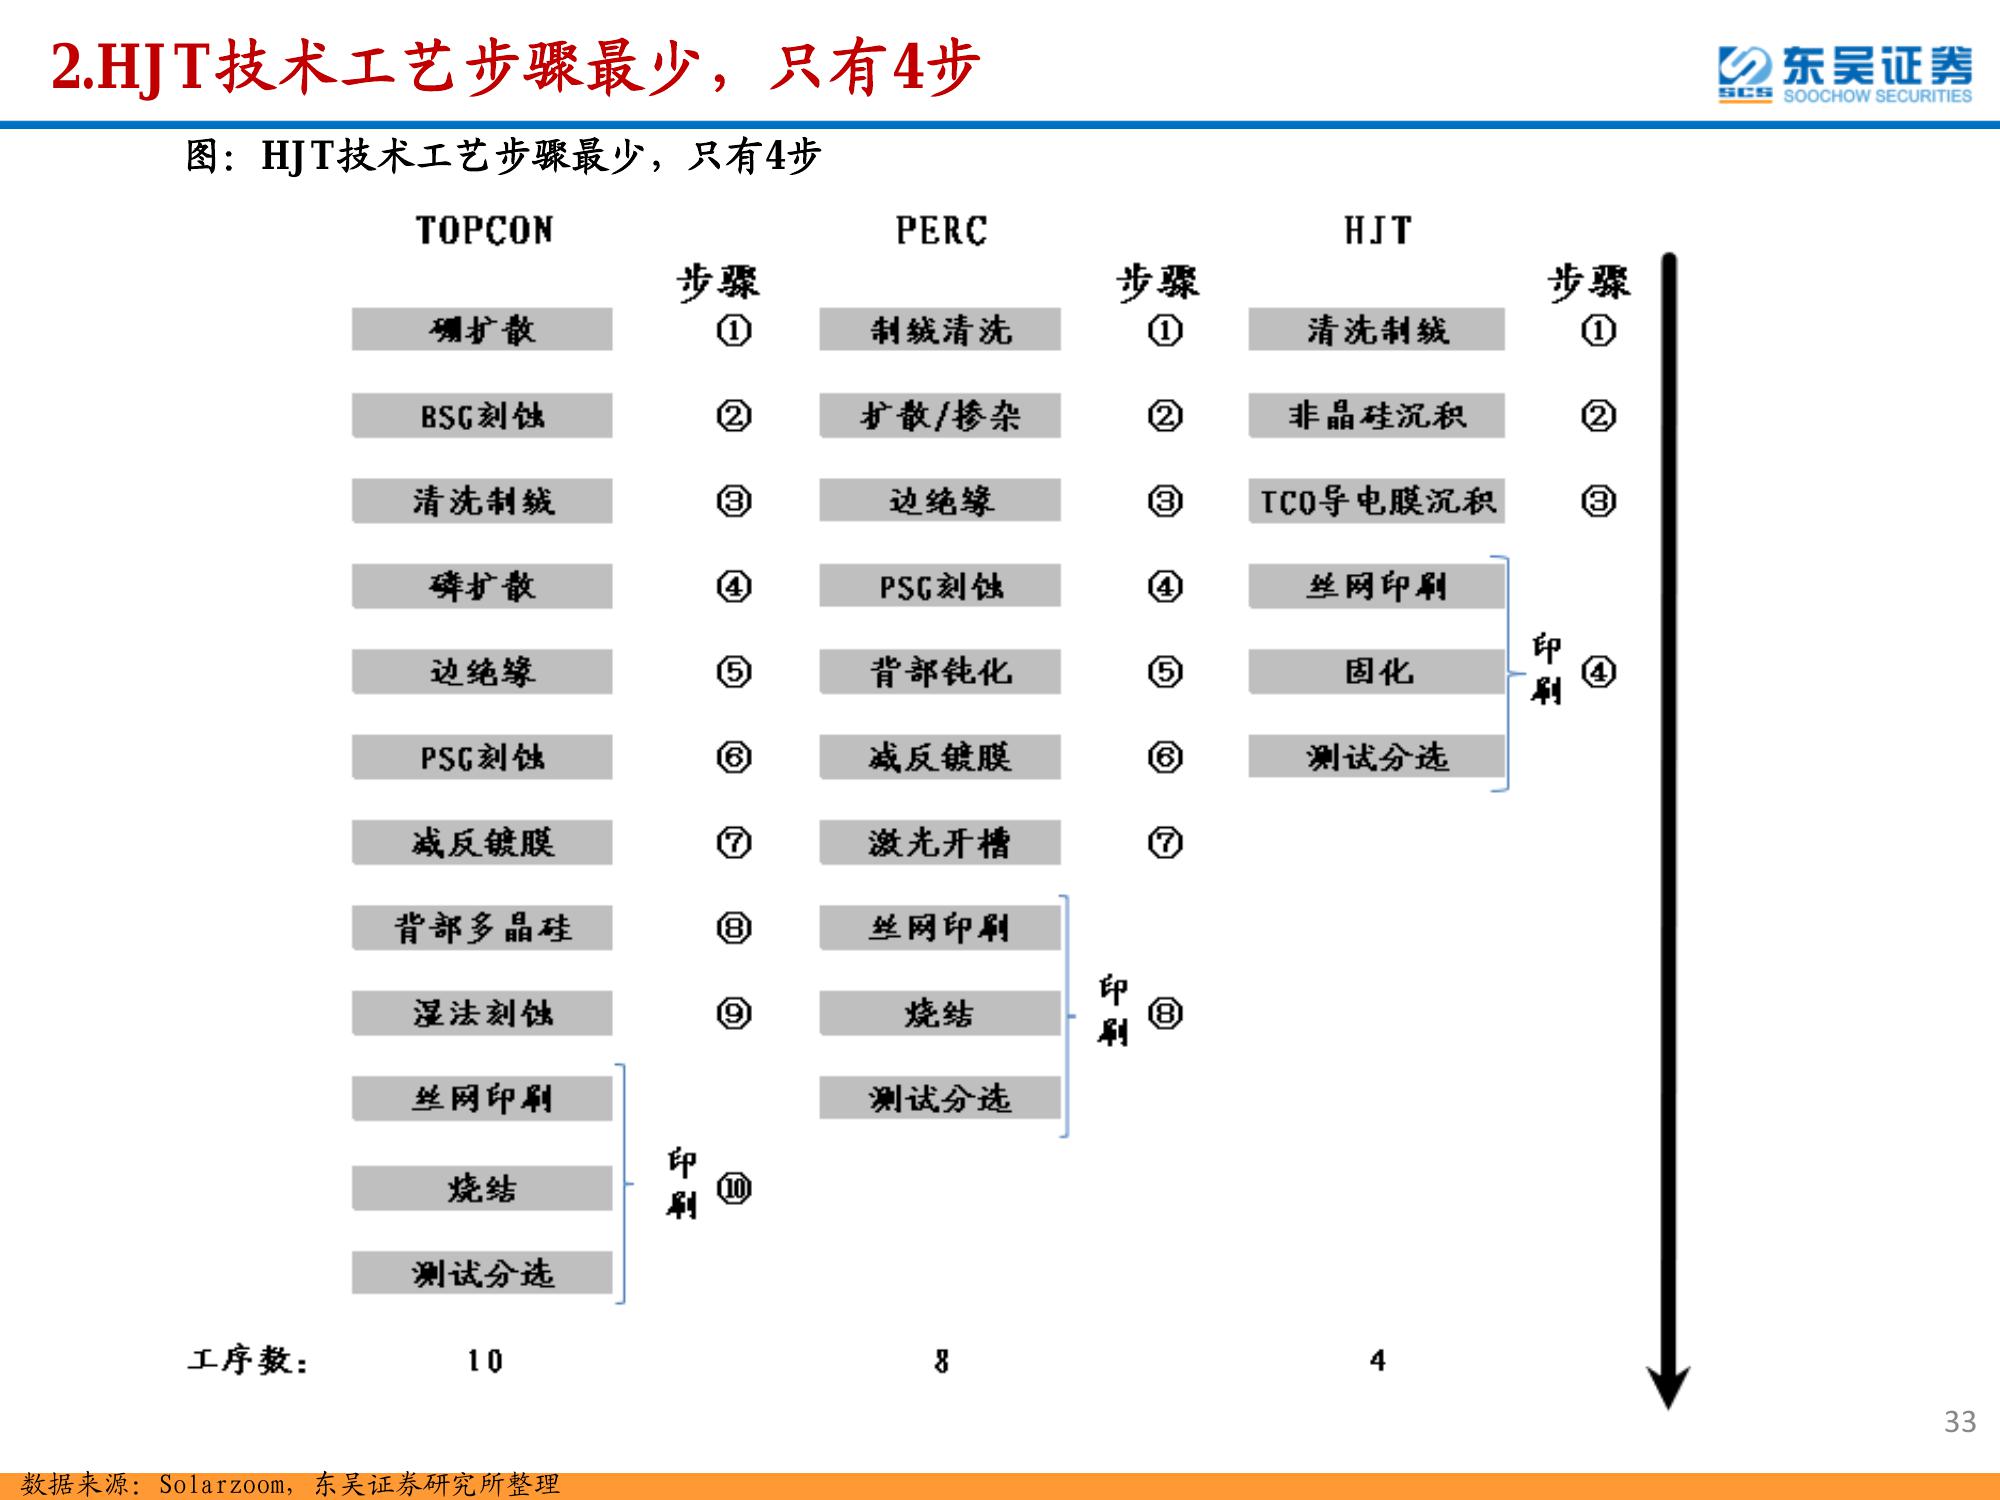 2.HJT技术工艺步骤最少，只有4步
东吴证券
SCS SOOCHOW SECURITIES
图：HJT技术工艺步骤最少，只有4步
TOPCON PERC HJT
步骤 步骤 步骤
硼扩散 ① 制绒清洗 ① 清洗制绒 ①
BSG刻蚀 ② 扩散/掺杂 ② 非晶硅沉积 ②
清洗制绒 ③ 边绝缘 ③ TCO导电膜沉积 ③
磷扩散 ④ PSG刻蚀 ④ 丝网印刷
边绝缘 ⑤ 背部钝化 ⑤ 固化 印刷 ④
PSG刻蚀 ⑥ 减反镀膜 ⑥ 测试分选
减反镀膜 ⑦ 激光开槽 ⑦
背部多晶硅 ⑧ 丝网印刷
湿法刻蚀 ⑨ 烧结 印刷 ⑧
丝网印刷 测试分选
烧结 印刷 ⑩
测试分选
工序数： 10 8 4
33
数据来源：Solarzoom，东吴证券研究所整理